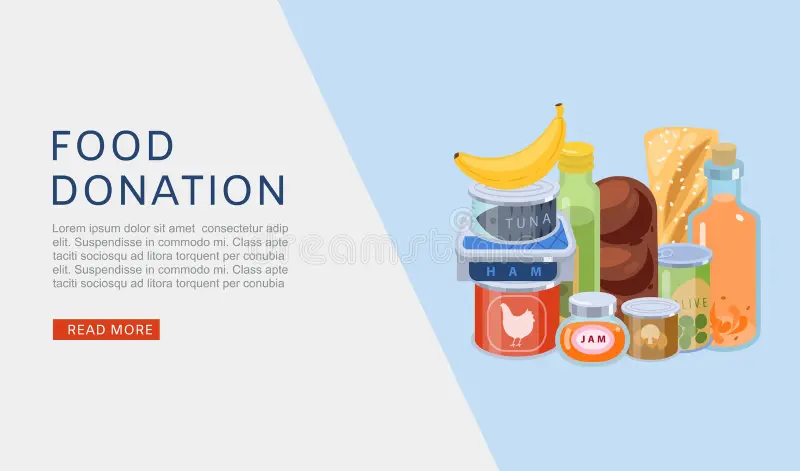 FOOD
DONATION
Lorem ipsum dolor sit amet consectetur adip
elit. Suspendisse in commodo mi. Class apte
elit. Suspendisse in commodo mi. Class apte
taciti sociosqu ad litora torquent per conubia
taciti sociosqu ad litora torquent per conubia
READ MORE
TUNA
HAM
JAM
OLIVE
dreamstime